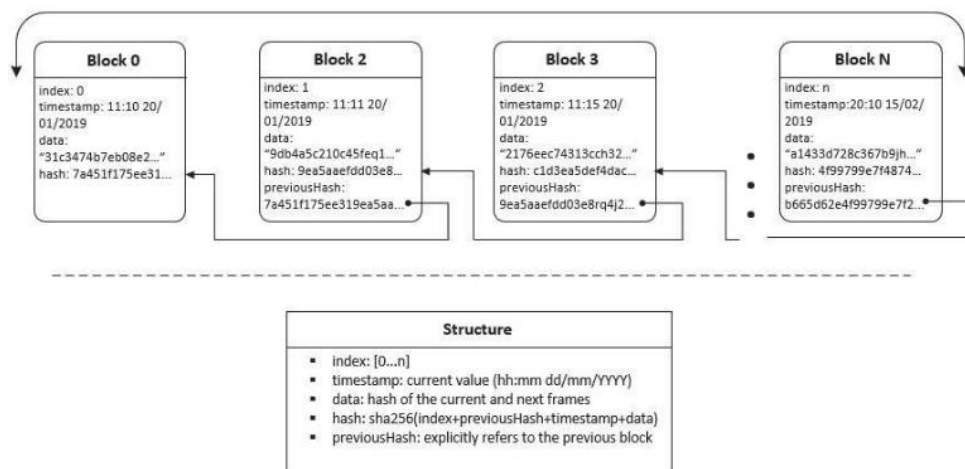 Block 0
index: 0
timestamp: 11:10 20/
01/2019
data:
“31c3474b7eb08e2...”
hash: 7a451f175ee31...
Block 2
index: 1
timestamp: 11:11 20/
01/2019
data:
“9db4a5c210c45feq1...”
hash: 9ea5aaefdd03e8...
previousHash:
7a451f175ee319ea5aa...
Block 3
index: 2
timestamp: 11:15 20/
01/2019
data:
“2176eec74313cch32...”
hash: c1d3ea5def4dac...
previousHash:
9ea5aaefdd03e8rq4j2...
Block N
index: n
timestamp:20:10 15/02/
2019
data:
“a1433d728c367b9jh...”
hash: 4f99799e7f4874...
previousHash:
b665d62e4f99799e7f2...
Structure
▪ index: [0...n]
▪ timestamp: current value (hh:mm dd/mm/YYYY)
▪ data: hash of the current and next frames
▪ hash: sha256(index+previousHash+timestamp+data)
▪ previousHash: explicitly refers to the previous block